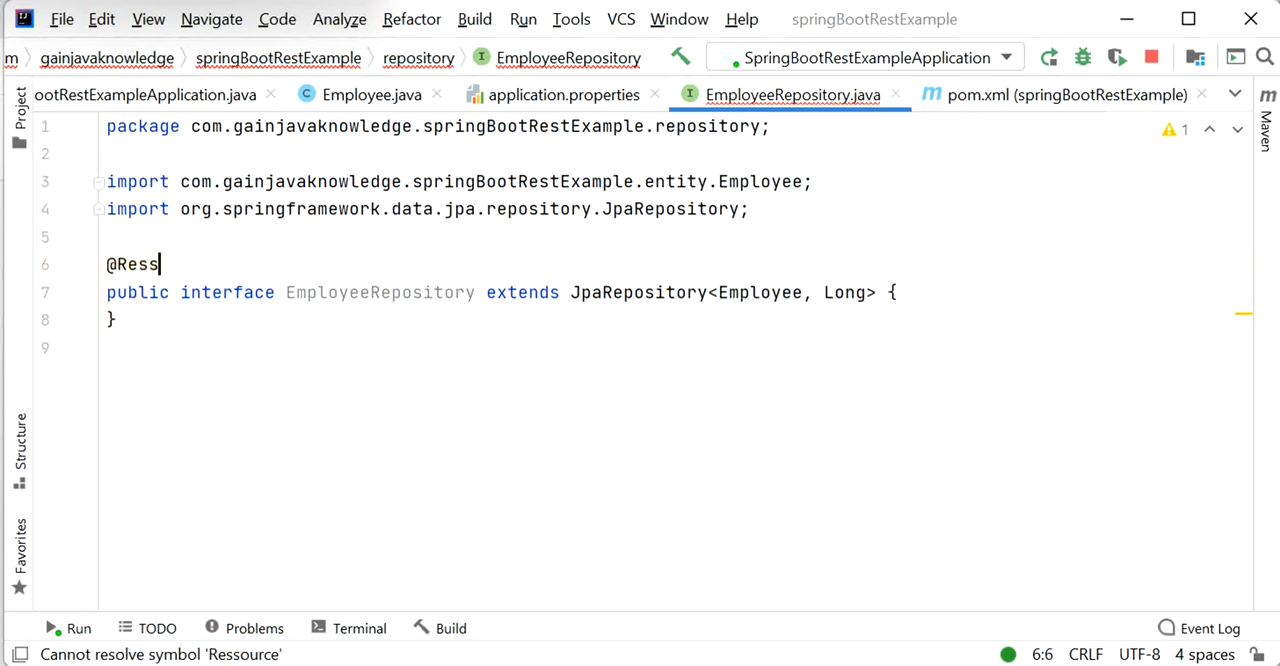 File Edit View Navigate Code Analyze Refactor Build Run Tools VCS Window Help springBootRestExample
m gainjavaknowledge springBootRestExample repository I EmployeeRepository SpringBootRestExampleApplication
ootRestExampleApplication.java C Employee.java application.properties I EmployeeRepository.java m pom.xml (springBootRestExample)
Project
Structure
Favorites
1 package com.gainjavaknowledge.springBootRestExample.repository;
2
3 import com.gainjavaknowledge.springBootRestExample.entity.Employee;
4 import org.springframework.data.jpa.repository.JpaRepository;
5
6 @Ress
7 public interface EmployeeRepository extends JpaRepository<Employee, Long> {
8 }
9
1
m Maven
Run TODO Problems Terminal Build Event Log
Cannot resolve symbol 'Ressource' 6:6 CRLF UTF-8 4 spaces